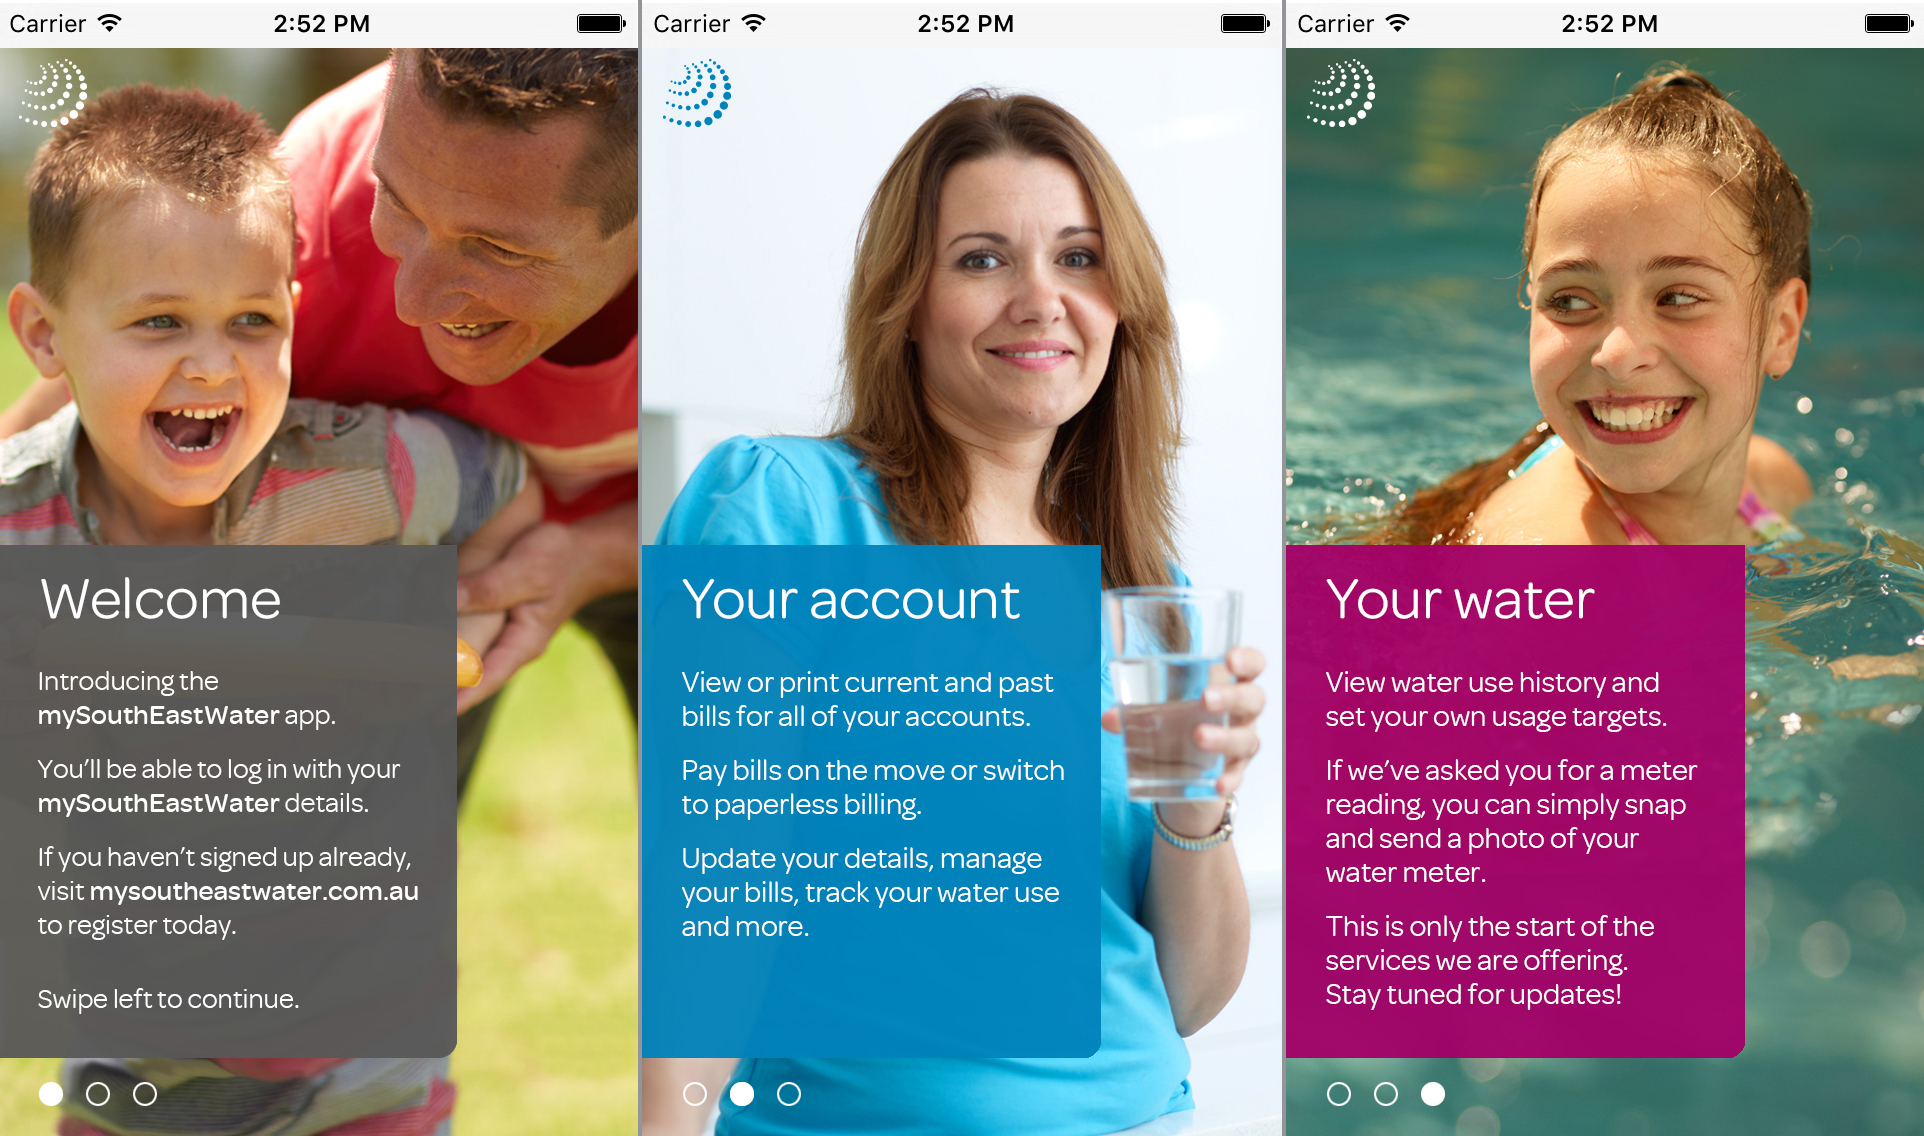 Carrier 2:52 PM
Welcome
Introducing the
mySouthEastWater app.
You'll be able to log in with your
mySouthEastWater details.
If you haven't signed up already,
visit mysoutheastwater.com.au
to register today.
Swipe left to continue.
Carrier 2:52 PM
Your account
View or print current and past
bills for all of your accounts.
Pay bills on the move or switch
to paperless billing.
Update your details, manage
your bills, track your water use
and more.
Carrier 2:52 PM
Your water
View water use history and
set your own usage targets.
If we've asked you for a meter
reading, you can simply snap
and send a photo of your
water meter.
This is only the start of the
services we are offering.
Stay tuned for updates!